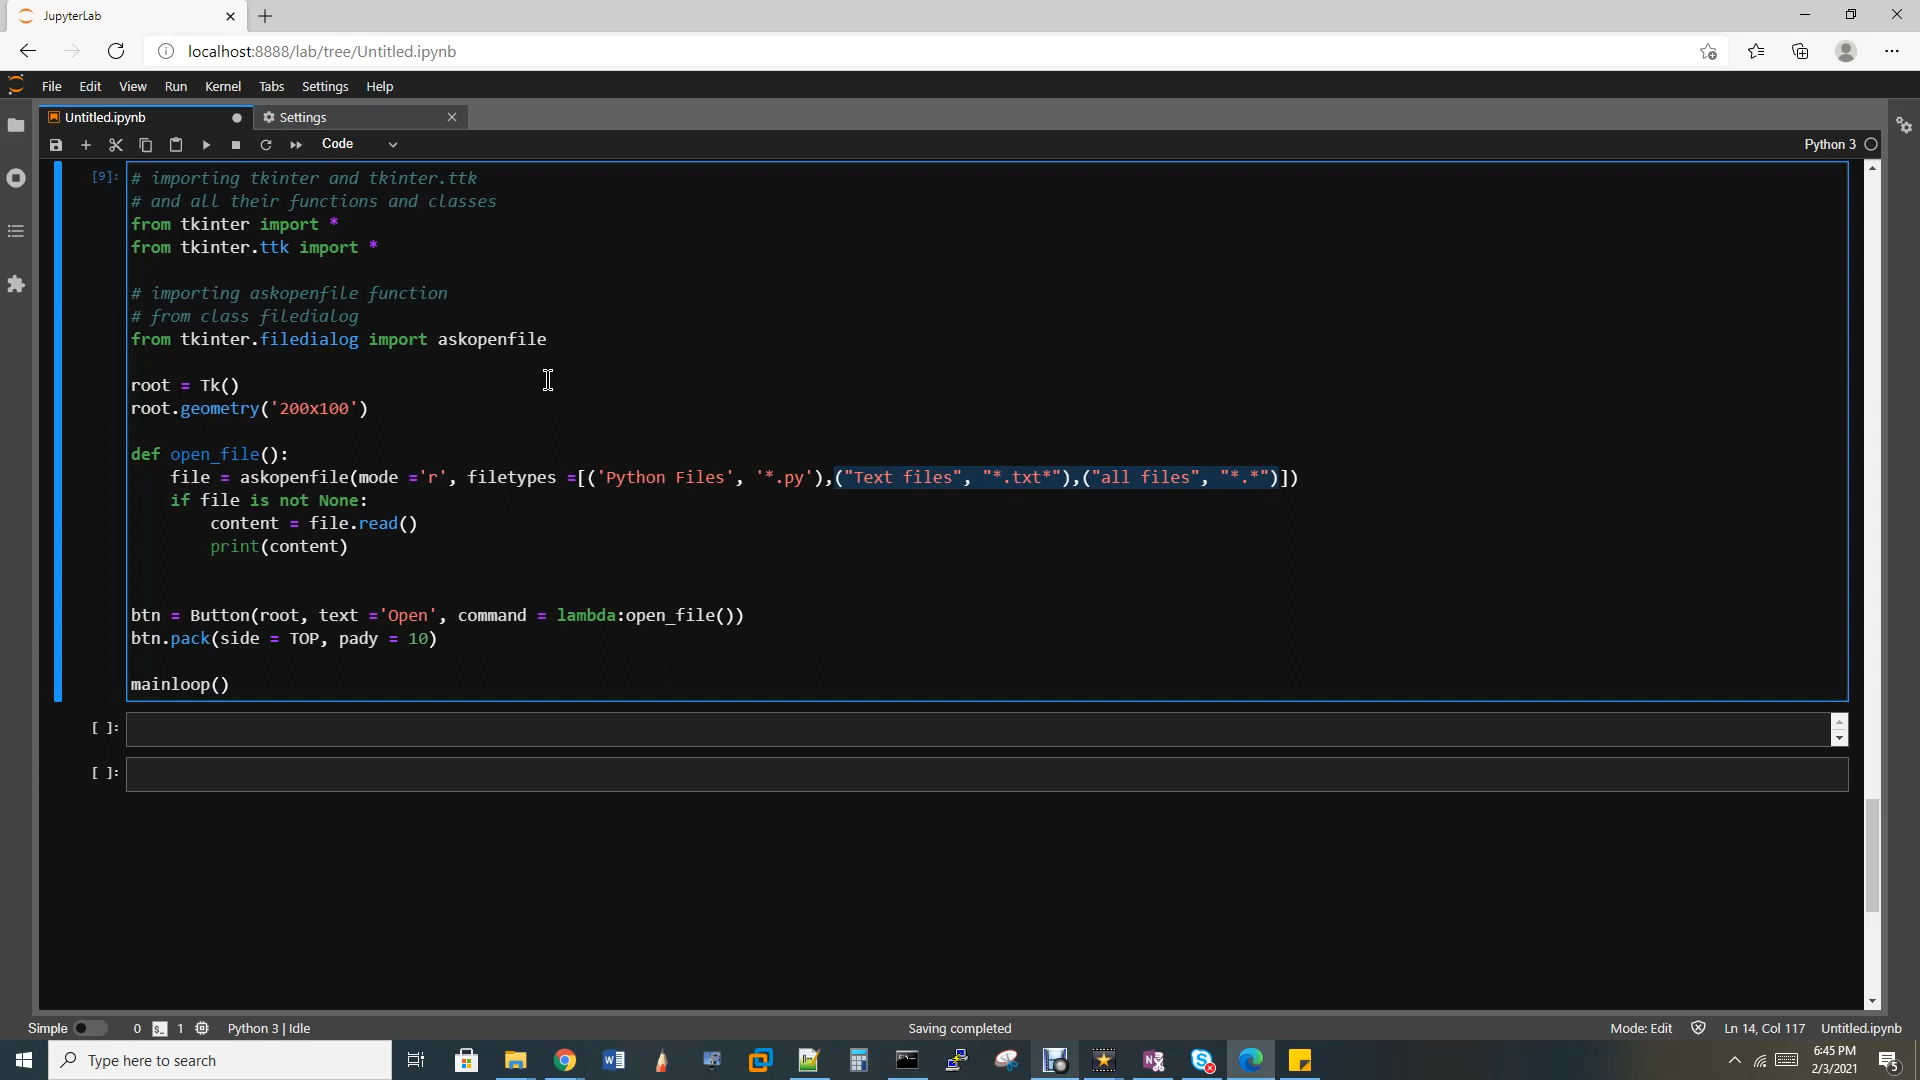 JupyterLab
localhost:8888/lab/tree/Untitled.ipynb
File Edit View Run Kernel Tabs Settings Help
Untitled.ipynb Settings
Code Python 3
[9]: # importing tkinter and tkinter.ttk
# and all their functions and classes
from tkinter import *
from tkinter.ttk import *
# importing askopenfile function
# from class filedialog
from tkinter.filedialog import askopenfile
root = Tk()
root.geometry('200x100')
def open_file():
file = askopenfile(mode ='r', filetypes =[('Python Files', '*.py'),("Text files", "*.txt*"),("all files", "*.*")])
if file is not None:
content = file.read()
print(content)
btn = Button(root, text ='Open', command = lambda:open_file())
btn.pack(side = TOP, pady = 10)
mainloop()
[ ]:
[ ]:
Simple 0 1 Python 3 | Idle Saving completed Mode: Edit Ln 14, Col 117 Untitled.ipynb
Type here to search
6:45 PM
2/3/2021
5